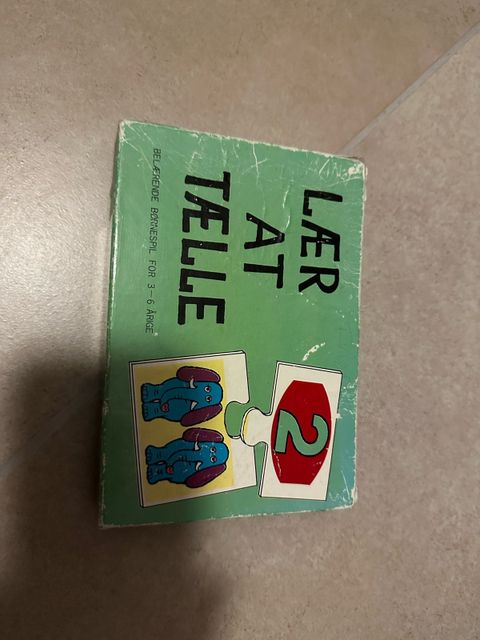 LÆR
AT
TÆLLE
BELÆRENDE BØRNESPIL FOR 3-6 ÅRIGE
2